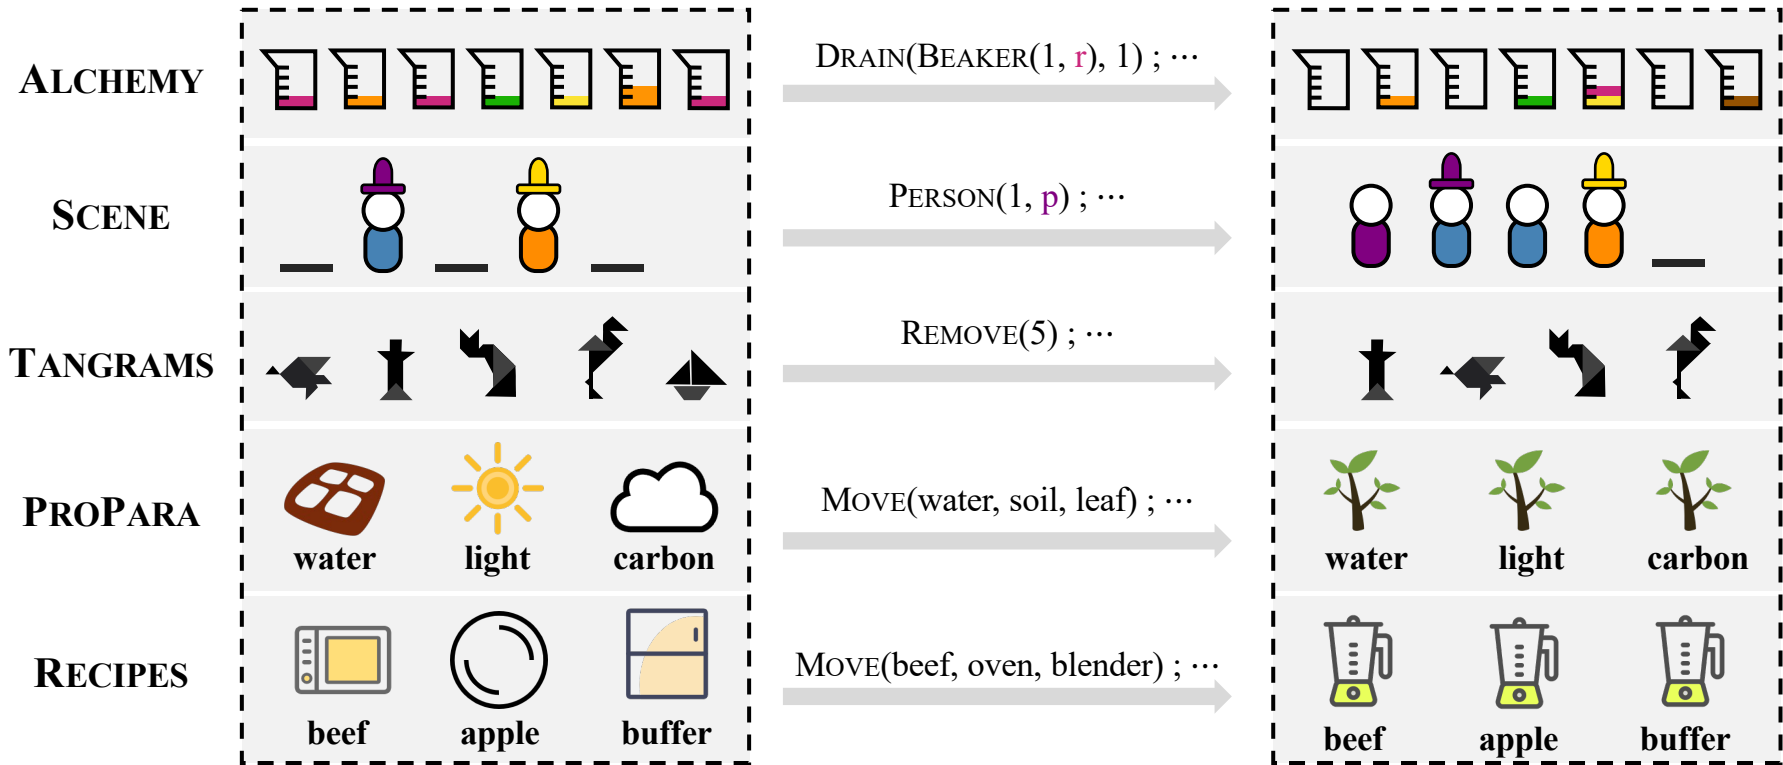 ALCHEMY
DRAIN(BEAKER(1, r), 1) ; ···
SCENE
PERSON(1, p) ; ···
TANGRAMS
REMOVE(5) ; ···
PROPARA
water light carbon
MOVE(water, soil, leaf) ; ···
water light carbon
RECIPES
beef apple buffer
MOVE(beef, oven, blender) ; ···
beef apple buffer